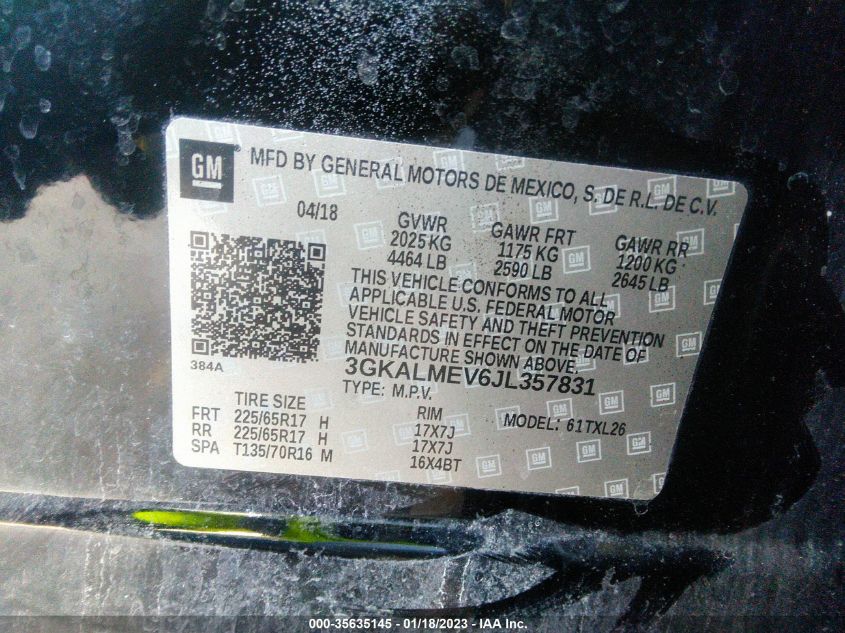 GM MFD BY GENERAL MOTORS DE MEXICO, S. DE R.L. DE C.V.
04/18
GVWR GAWR FRT GAWR RR
2025 KG 1175 KG 1200 KG
4464 LB 2590 LB 2645 LB
THIS VEHICLE CONFORMS TO ALL
APPLICABLE U.S. FEDERAL MOTOR
VEHICLE SAFETY AND THEFT PREVENTION
STANDARDS IN EFFECT ON THE DATE OF
MANUFACTURE SHOWN ABOVE.
384A
3GKALMEV6JL357831
TYPE: M.P.V. MODEL: 61TXL26
TIRE SIZE RIM
FRT 225/65R17 H 17X7J
RR 225/65R17 H 17X7J
SPA T135/70R16 M 16X4BT
000-35635145 - 01/18/2023 - IAA Inc.